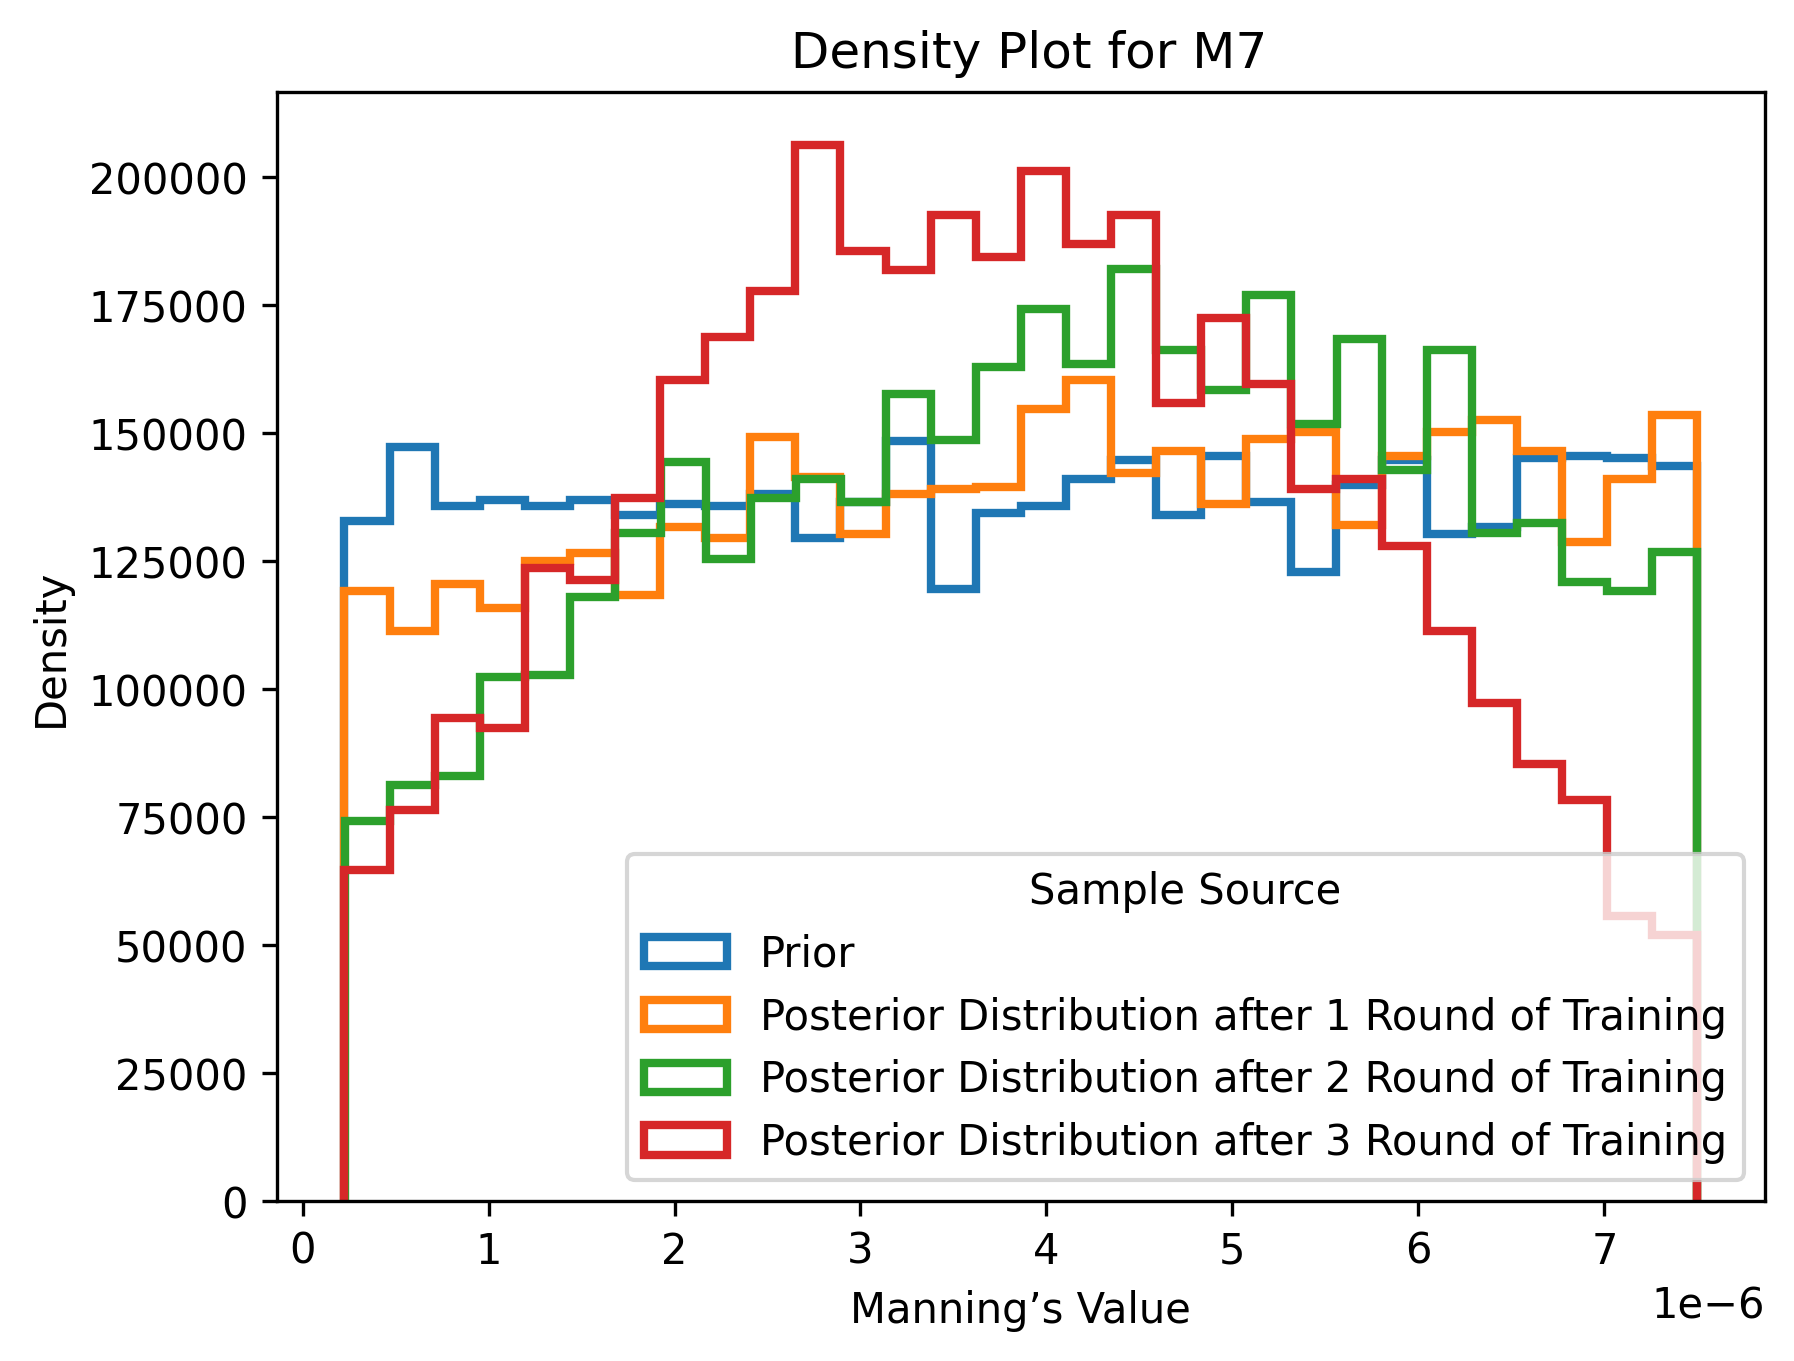 Density Plot for M7
200000
175000
150000
125000
100000
75000
50000
25000
0
Density
0 1 2 3 4 5 6 7
1e−6
Manning’s Value
Sample Source
Prior
Posterior Distribution after 1 Round of Training
Posterior Distribution after 2 Round of Training
Posterior Distribution after 3 Round of Training